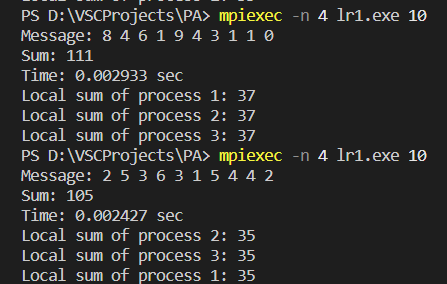 PS D:\VSCProjects\PA> mpiexec -n 4 lr1.exe 10
Message: 8 4 6 1 9 4 3 1 1 0
Sum: 111
Time: 0.002933 sec
Local sum of process 1: 37
Local sum of process 2: 37
Local sum of process 3: 37
PS D:\VSCProjects\PA> mpiexec -n 4 lr1.exe 10
Message: 2 5 3 6 3 1 5 4 4 2
Sum: 105
Time: 0.002427 sec
Local sum of process 2: 35
Local sum of process 3: 35
Local sum of process 1: 35